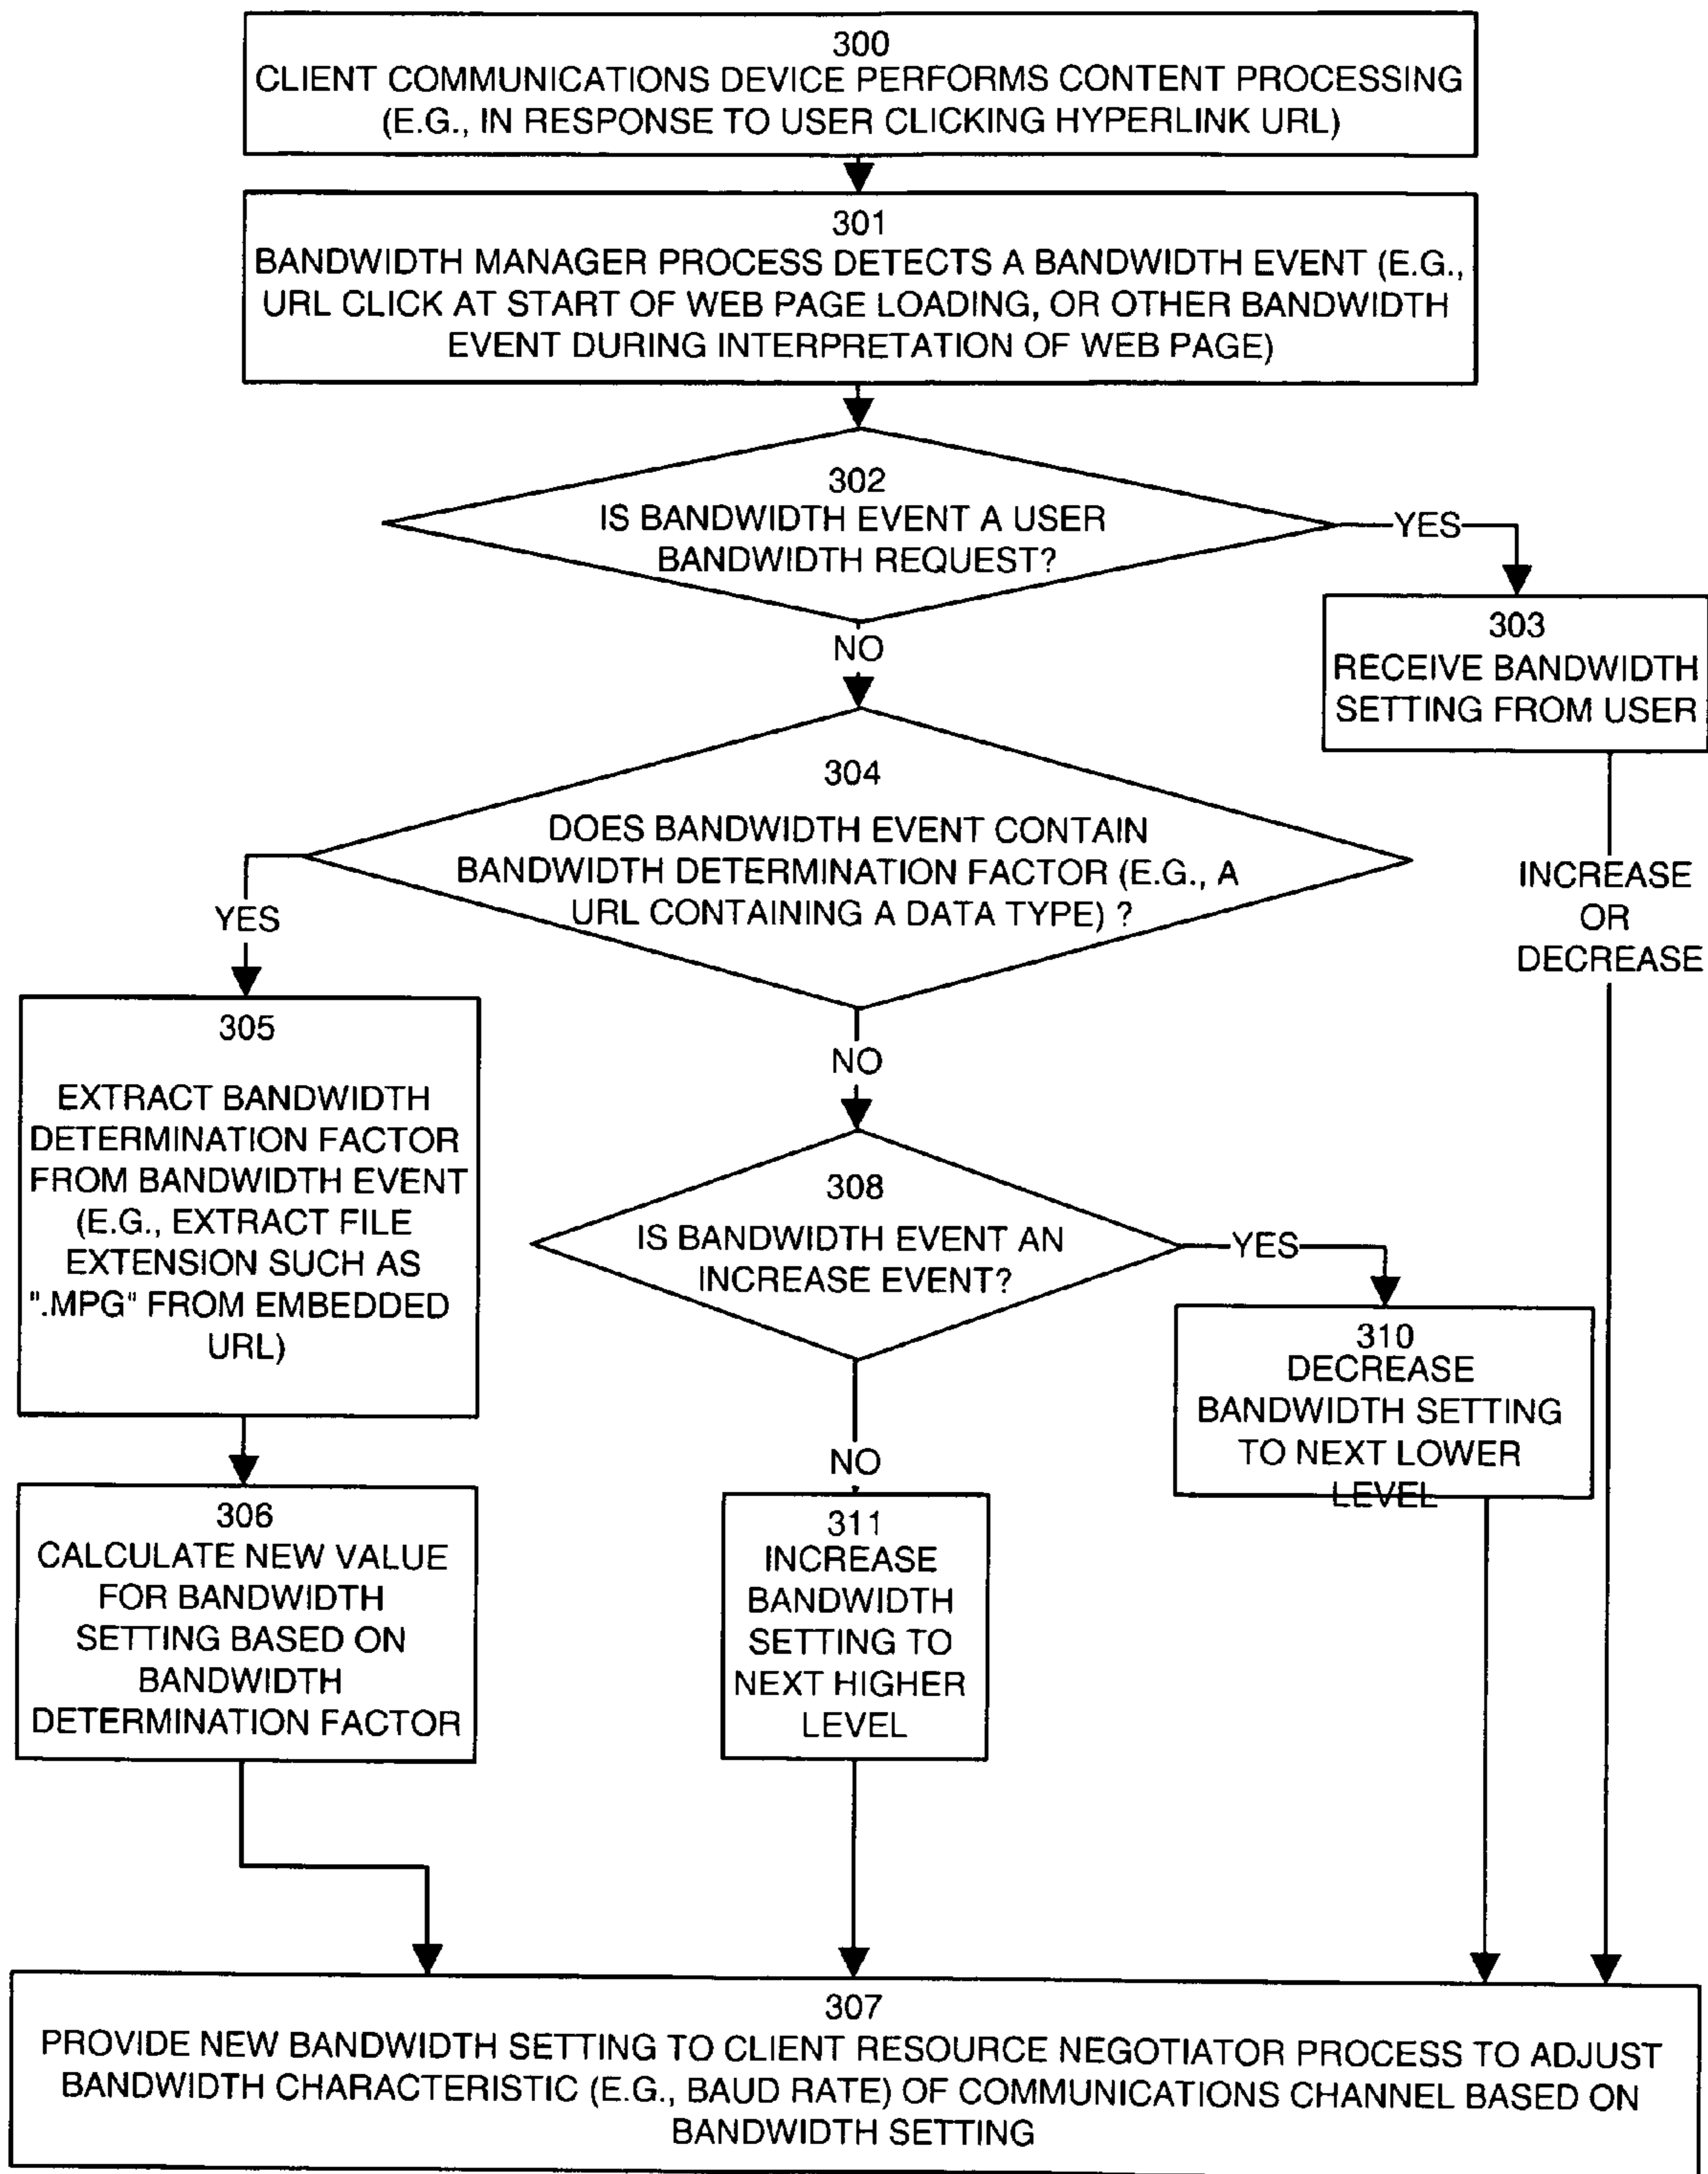 300
CLIENT COMMUNICATIONS DEVICE PERFORMS CONTENT PROCESSING
(E.G., IN RESPONSE TO USER CLICKING HYPERLINK URL)
301
BANDWIDTH MANAGER PROCESS DETECTS A BANDWIDTH EVENT (E.G.,
URL CLICK AT START OF WEB PAGE LOADING, OR OTHER BANDWIDTH
EVENT DURING INTERPRETATION OF WEB PAGE)
302
IS BANDWIDTH EVENT A USER
BANDWIDTH REQUEST?
YES
NO
303
RECEIVE BANDWIDTH
SETTING FROM USER
INCREASE
OR
DECREASE
304
DOES BANDWIDTH EVENT CONTAIN
BANDWIDTH DETERMINATION FACTOR (E.G., A
URL CONTAINING A DATA TYPE) ?
YES
NO
305
EXTRACT BANDWIDTH
DETERMINATION FACTOR
FROM BANDWIDTH EVENT
(E.G., EXTRACT FILE
EXTENSION SUCH AS
".MPG" FROM EMBEDDED
URL)
308
IS BANDWIDTH EVENT AN
INCREASE EVENT?
YES
NO
310
DECREASE
BANDWIDTH SETTING
TO NEXT LOWER
LEVEL
306
CALCULATE NEW VALUE
FOR BANDWIDTH
SETTING BASED ON
BANDWIDTH
DETERMINATION FACTOR
311
INCREASE
BANDWIDTH
SETTING TO
NEXT HIGHER
LEVEL
307
PROVIDE NEW BANDWIDTH SETTING TO CLIENT RESOURCE NEGOTIATOR PROCESS TO ADJUST
BANDWIDTH CHARACTERISTIC (E.G., BAUD RATE) OF COMMUNICATIONS CHANNEL BASED ON
BANDWIDTH SETTING